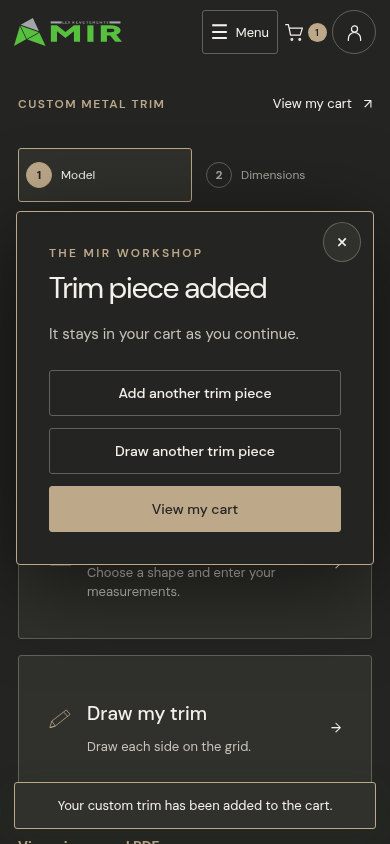 MIR
Menu
1
CUSTOM METAL TRIM
View my cart
1
Model
2
Dimensions
THE MIR WORKSHOP
Trim piece added
It stays in your cart as you continue.
Add another trim piece
Draw another trim piece
View my cart
Choose a shape and enter your
measurements.
Draw my trim
Draw each side on the grid.
Your custom trim has been added to the cart.